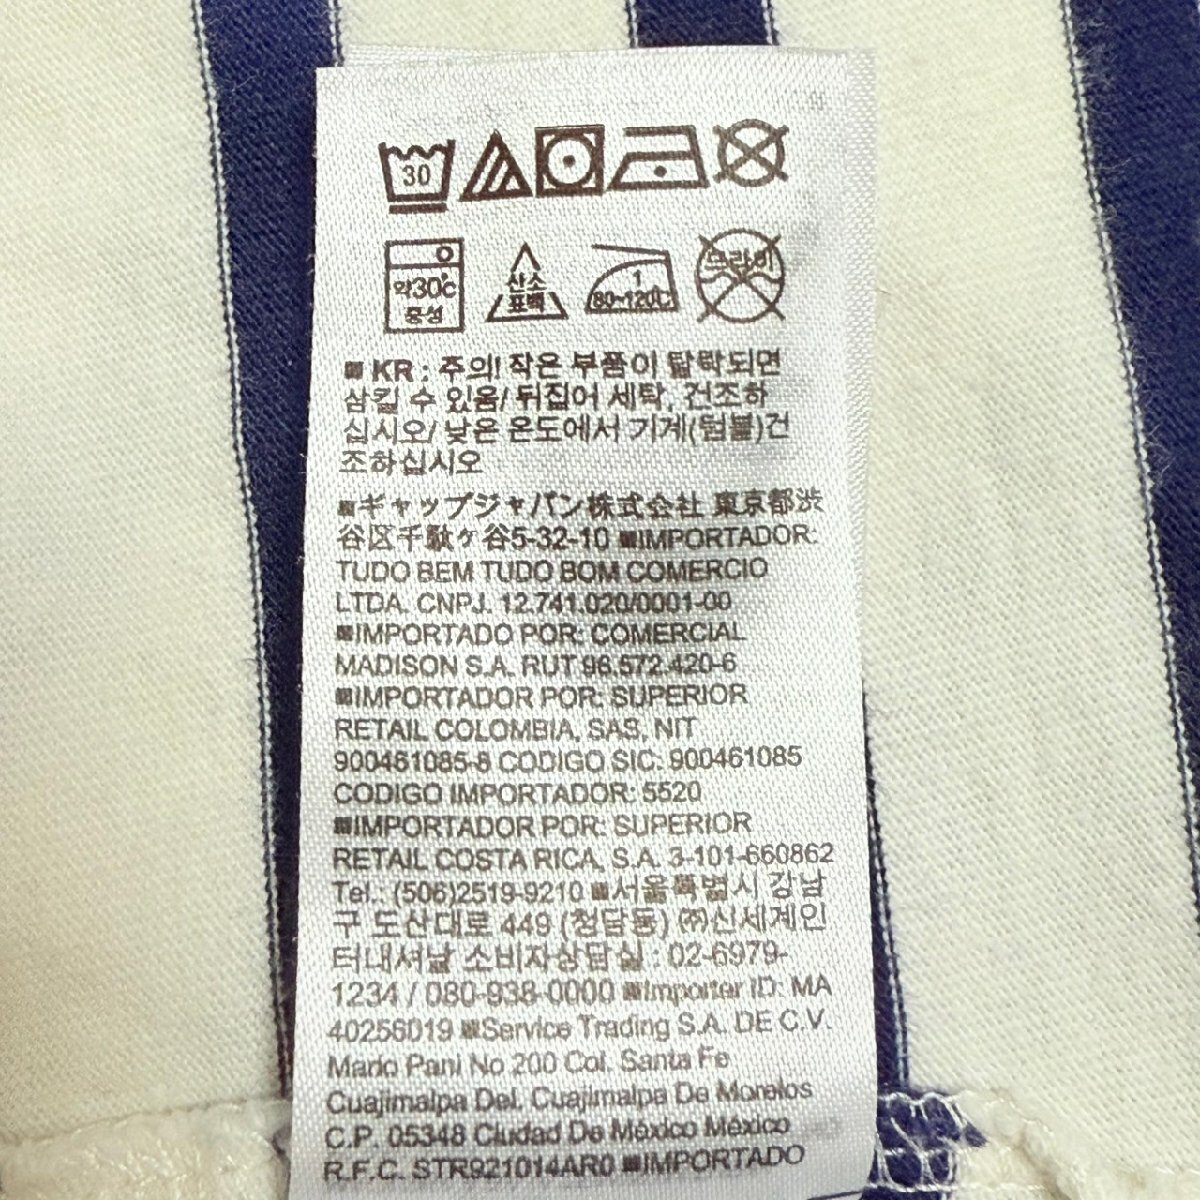 30
약30℃
중성
산소
표백
1
80~120℃
드라이
■ KR : 주의! 작은 부품이 탈락되면
삼킬 수 있음/ 뒤집어 세탁, 건조하
십시오/ 낮은 온도에서 기계(텀블)건
조하십시오
■ギャップジャパン株式会社 東京都渋
谷区千駄ケ谷5-32-10 ■IMPORTADOR:
TUDO BEM TUDO BOM COMERCIO
LTDA. CNPJ. 12.741.020/0001-00
■IMPORTADO POR: COMERCIAL
MADISON S.A. RUT 96.572.420-6
■IMPORTADOR POR: SUPERIOR
RETAIL COLOMBIA, SAS, NIT
900461085-8 CODIGO SIC: 900461085
CODIGO IMPORTADOR: 5520
■IMPORTADOR POR: SUPERIOR
RETAIL COSTA RICA, S.A. 3-101-660862
Tel.: (506)2519-9210 ■서울특별시 강남
구 도산대로 449 (청담동) ㈜신세계인
터내셔날 소비자상담실 : 02-6979-
1234 / 080-938-0000 ■Importer ID: MA
40256019 ■Service Trading S.A. DE C.V.
Mario Pani No 200 Col. Santa Fe
Cuajimalpa Del. Cuajimalpa De Morelos
C.P. 05348 Ciudad De México México
R.F.C. STR921014AR0 ■IMPORTADO